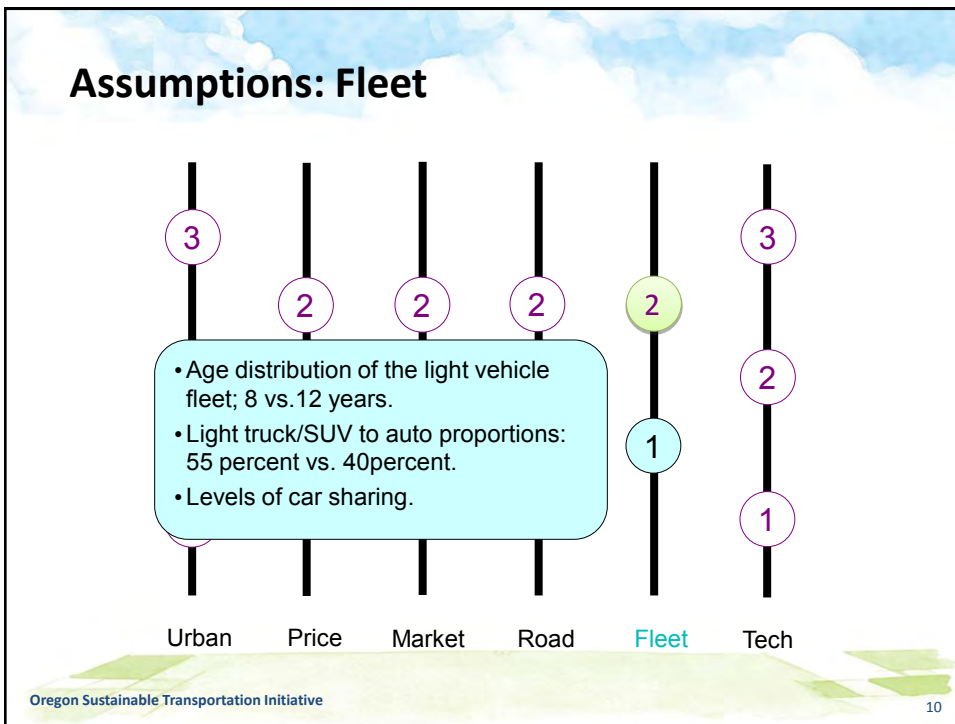 Assumptions: Fleet
3
3
2
2
2
2
• Age distribution of the light vehicle
fleet; 8 vs.12 years.
• Light truck/SUV to auto proportions:
55 percent vs. 40percent.
• Levels of car sharing.
2
1
1
Urban
Price
Market
Road
Fleet
Tech
Oregon Sustainable Transportation Initiative
10